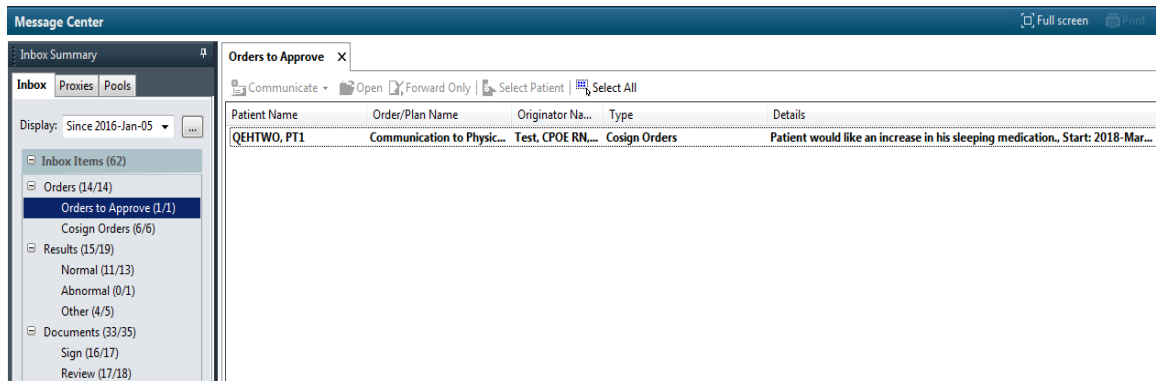 Message Center
Full screen Print
Inbox Summary
Inbox Proxies Pools
Display: Since 2016-Jan-05 ...
Inbox Items (62)
Orders (14/14)
Orders to Approve (1/1)
Cosign Orders (6/6)
Results (15/19)
Normal (11/13)
Abnormal (0/1)
Other (4/5)
Documents (33/35)
Sign (16/17)
Review (17/18)
Orders to Approve X
Communicate Open Forward Only Select Patient Select All
Patient Name Order/Plan Name Originator Na... Type Details
QEHTWO, PT1 Communication to Physic... Test, CPOE RN,... Cosign Orders Patient would like an increase in his sleeping medication., Start: 2018-Mar...